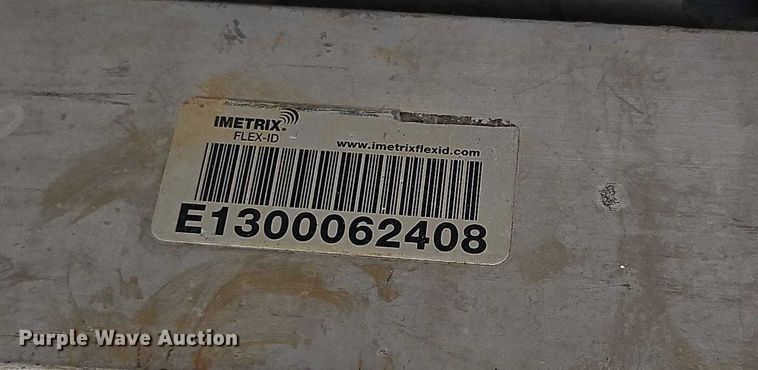 IMETRIX®
FLEX-ID
www.imetrixflexid.com
E1300062408
Purple Wave Auction